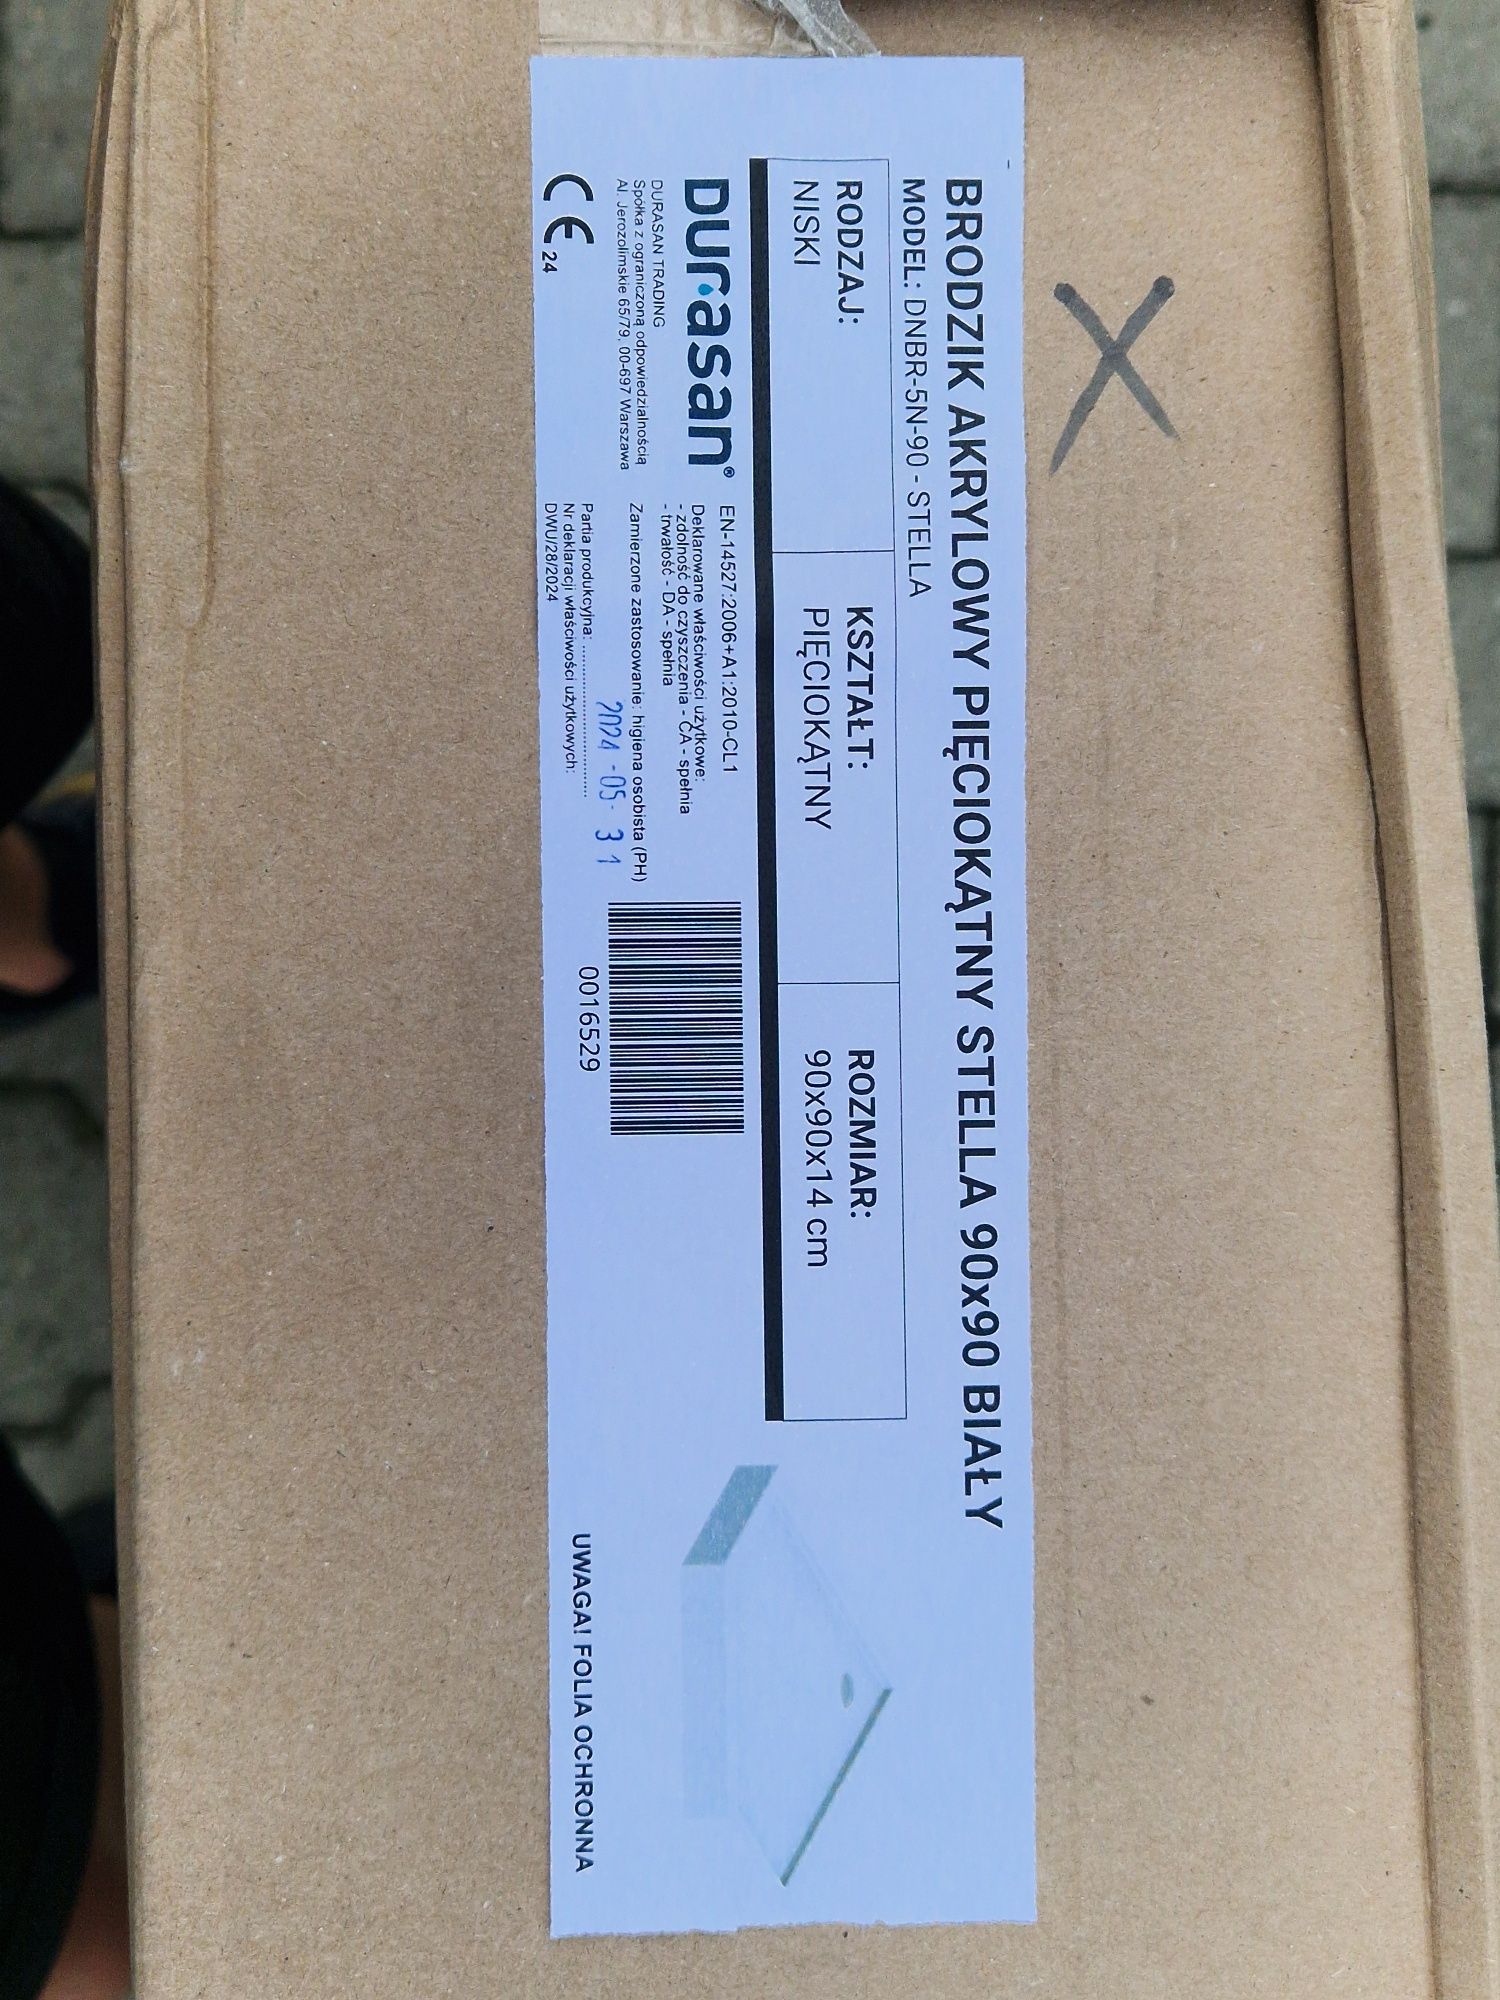 BRODZIK AKRYLOWY PIĘCIOKĄTNY STELLA 90x90 BIAŁY
MODEL: DNBR-5N-90 - STELLA
RODZAJ:
NISKI
KSZTAŁT:
PIĘCIOKĄTNY
ROZMIAR:
90x90x14 cm
Durasan®
DURASAN TRADING
Spółka z ograniczoną odpowiedzialnością
Al. Jerozolimskie 65/79, 00-697 Warszawa
CE 24
EN-14527:2006+A1:2010-CL1
Deklarowane właściwości użytkowe:
- zdolność do czyszczenia - CA - spełnia
- trwałość - DA - spełnia
Zamierzone zastosowanie: higiena osobista (PH)
2024 -05- 31
Partia produkcyjna: ..............................
Nr deklaracji właściwości użytkowych:
DWU/28/2024
0016529
UWAGA! FOLIA OCHRONNA